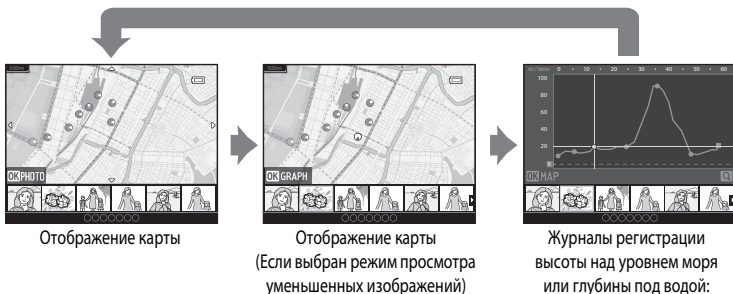 500m
OK PHOTO
Отображение карты
500m
OK GRAPH
Отображение карты
(Если выбран режим просмотра
уменьшенных изображений)
m / time 0 10 20 30 40 50 60
100
80
60
40
20
0
OK MAP
Журналы регистрации
высоты над уровнем моря
или глубины под водой: